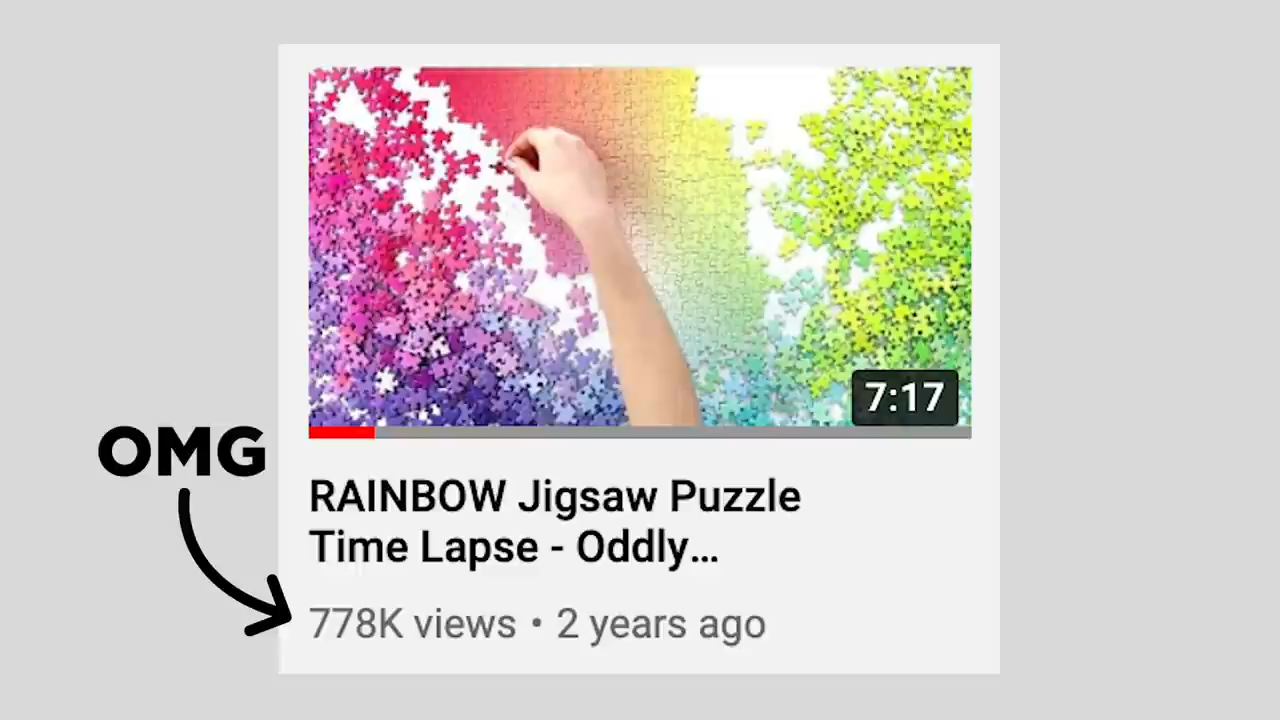 7:17
OMG
RAINBOW Jigsaw Puzzle
Time Lapse - Oddly...
778K views • 2 years ago